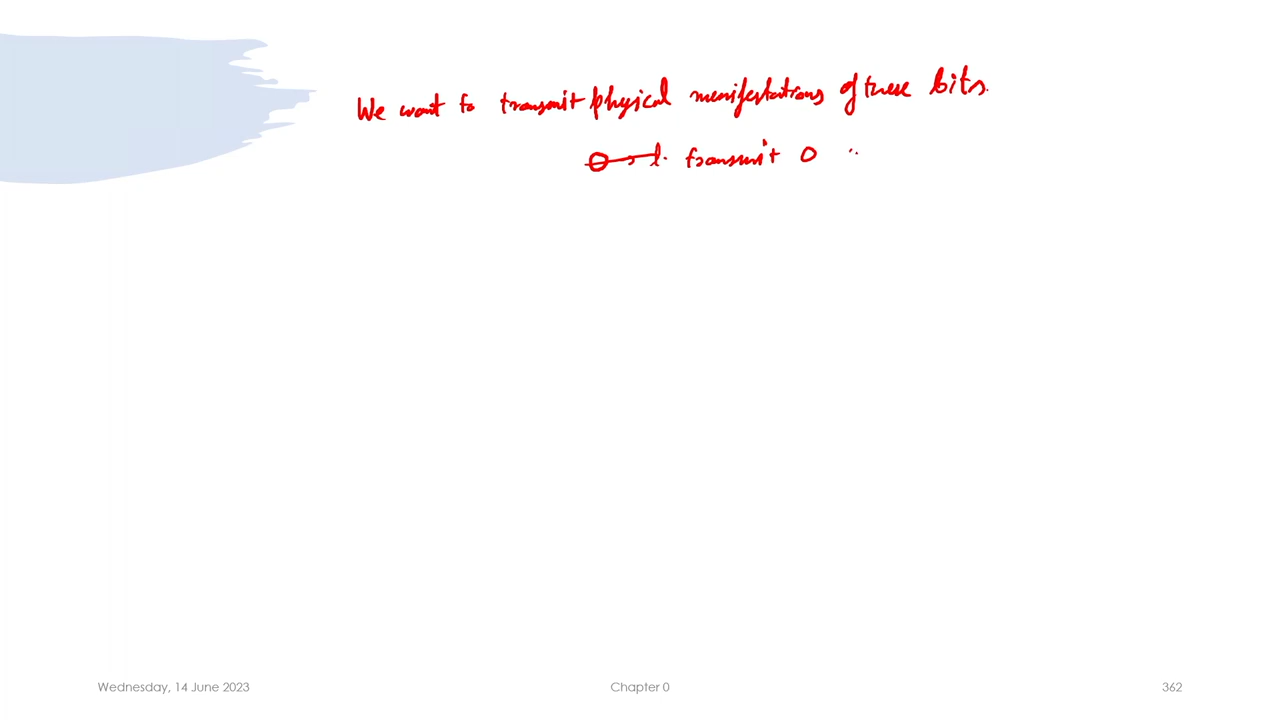 We want to transmit physical manifestations of these bits.
transmit 0
Wednesday, 14 June 2023
Chapter 0
362